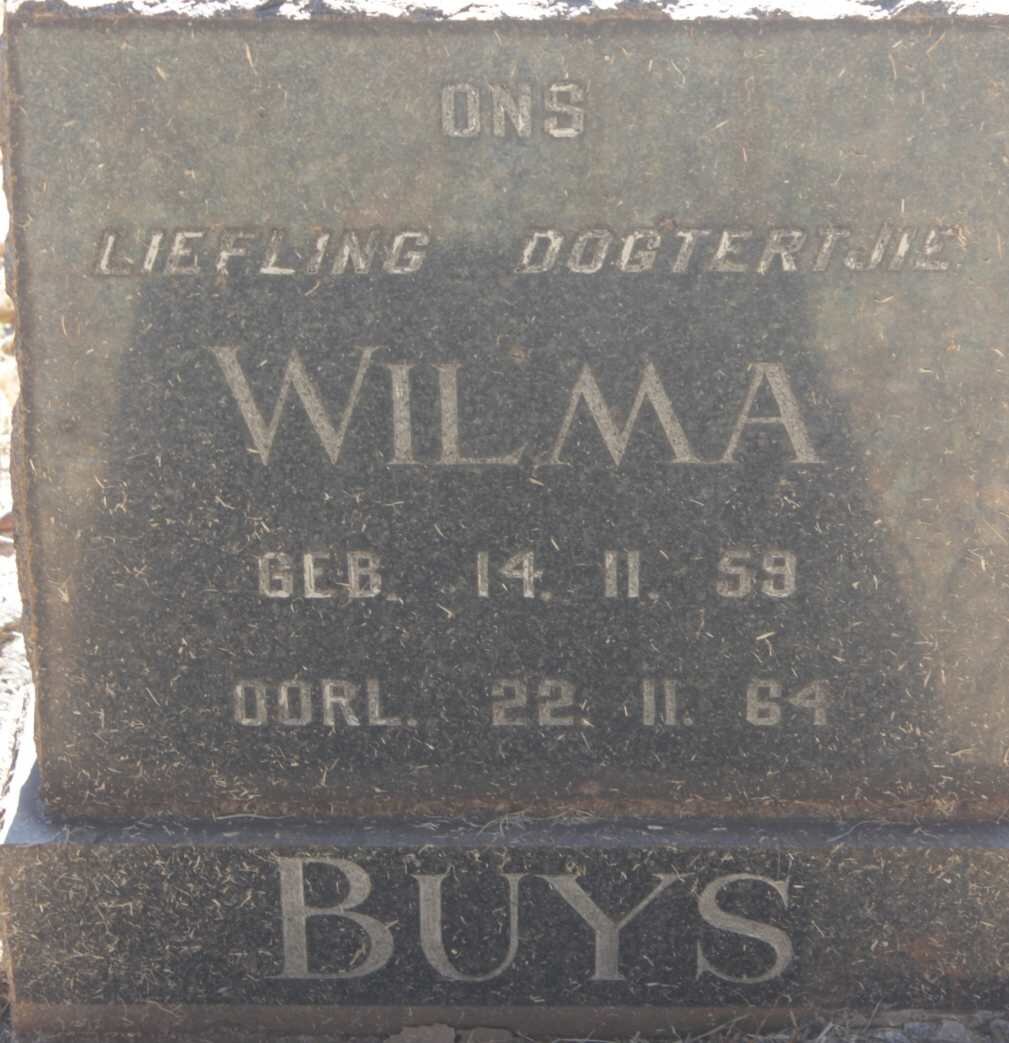 ONS
LIEFLING DOGTERTJIE
WILMA
GEB. 14. 11. 59
OORL. 22. 11. 64
BUYS